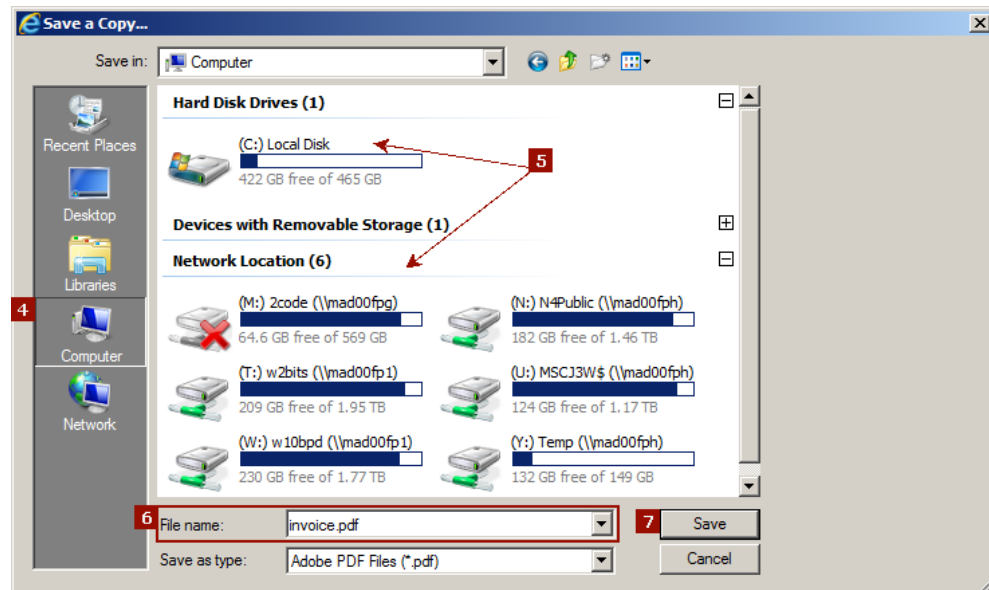 Save a Copy...
Save in:
Computer
Recent Places
Desktop
Libraries
4
Computer
Network
Hard Disk Drives (1)
(C:) Local Disk
422 GB free of 465 GB
5
Devices with Removable Storage (1)
Network Location (6)
(M:) 2code (\\mad00fpg)
64.6 GB free of 569 GB
(N:) N4Public (\\mad00fph)
182 GB free of 1.46 TB
(T:) w2bits (\\mad00fp1)
209 GB free of 1.95 TB
(U:) MSCJ3W$ (\\mad00fph)
124 GB free of 1.17 TB
(W:) w10bpd (\\mad00fp1)
230 GB free of 1.77 TB
(Y:) Temp (\\mad00fph)
132 GB free of 149 GB
6
File name:
invoice.pdf
7
Save
Save as type:
Adobe PDF Files (*.pdf)
Cancel